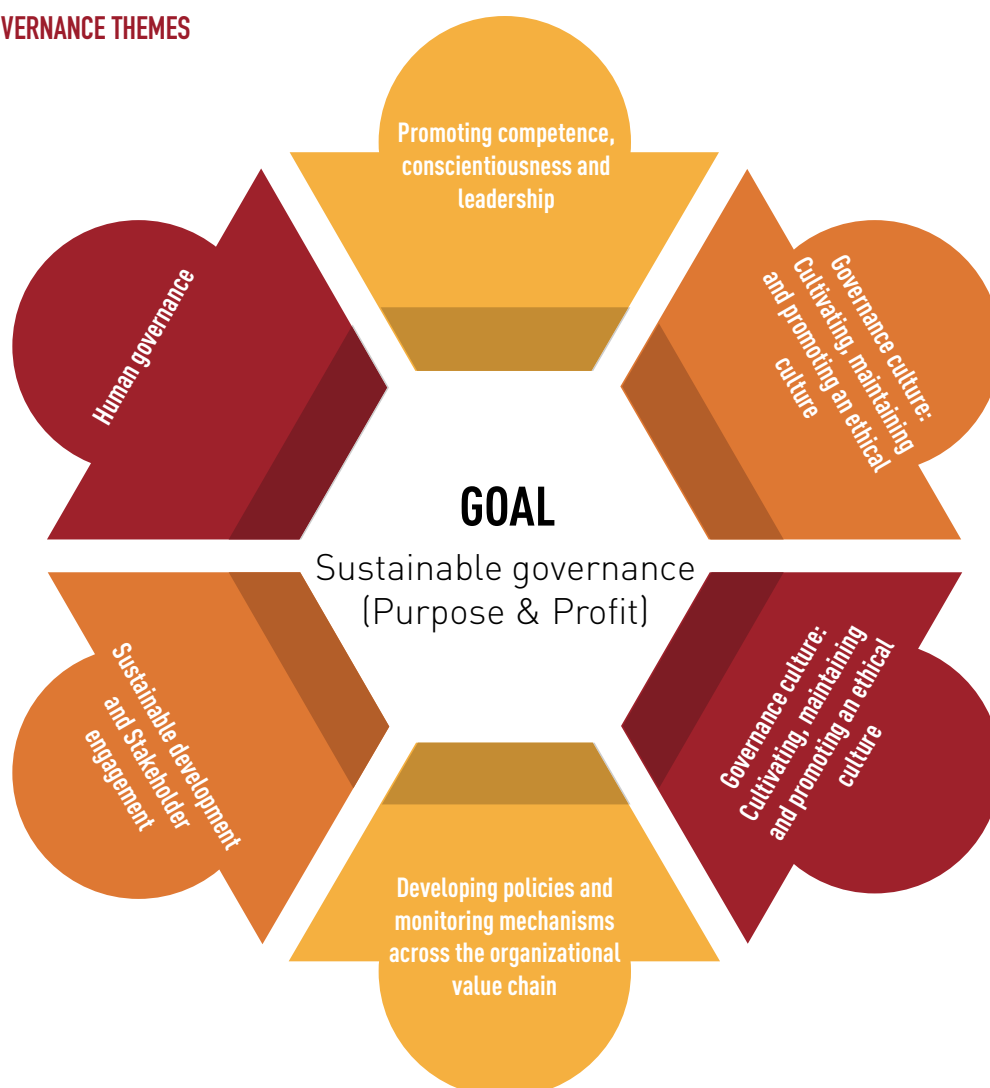 VERNANCE THEMES
Promoting competence,
conscientiousness and
leadership
Governance culture:
Cultivating, maintaining
and promoting an ethical
culture
Governance culture:
Cultivating, maintaining
and promoting an ethical
culture
Developing policies and
monitoring mechanisms
across the organizational
value chain
Sustainable development
and Stakeholder
engagement
Human governance
GOAL
Sustainable governance
(Purpose & Profit)